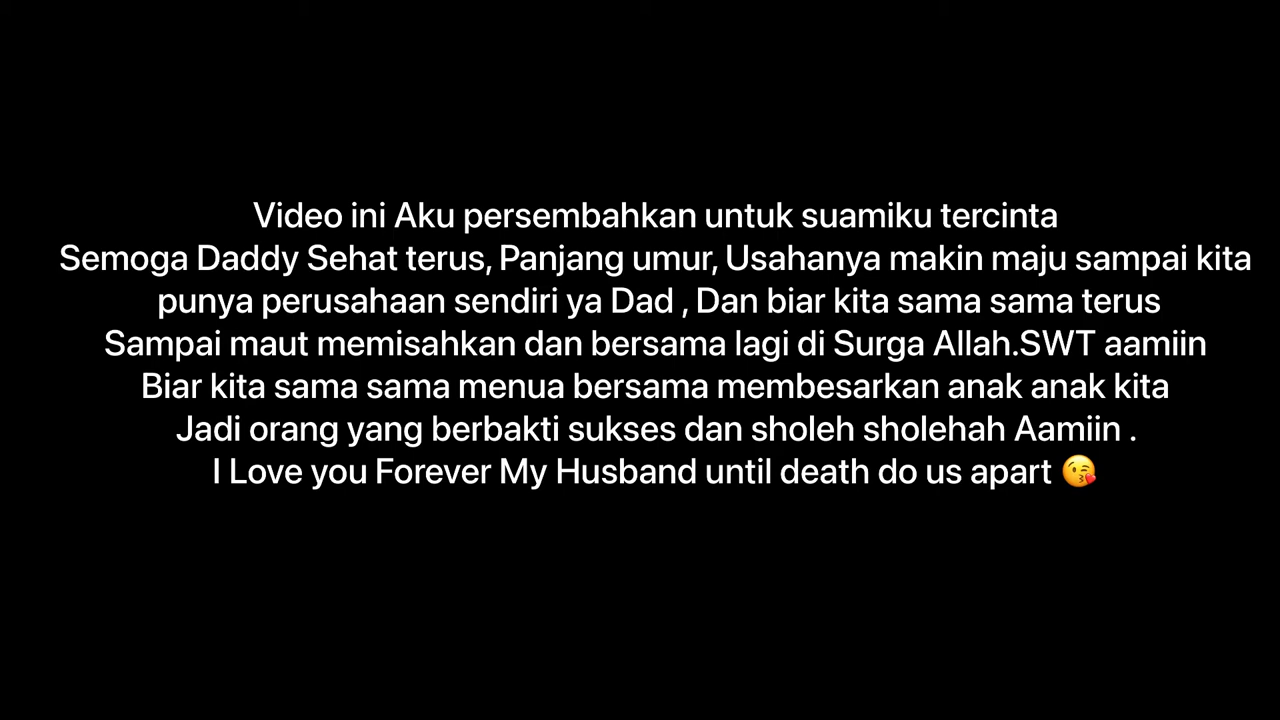 Video ini Aku persembahkan untuk suamiku tercinta
Semoga Daddy Sehat terus, Panjang umur, Usahanya makin maju sampai kita
punya perusahaan sendiri ya Dad , Dan biar kita sama sama terus
Sampai maut memisahkan dan bersama lagi di Surga Allah.SWT aamiin
Biar kita sama sama menua bersama membesarkan anak anak kita
Jadi orang yang berbakti sukses dan sholeh sholehah Aamiin .
I Love you Forever My Husband until death do us apart 😘